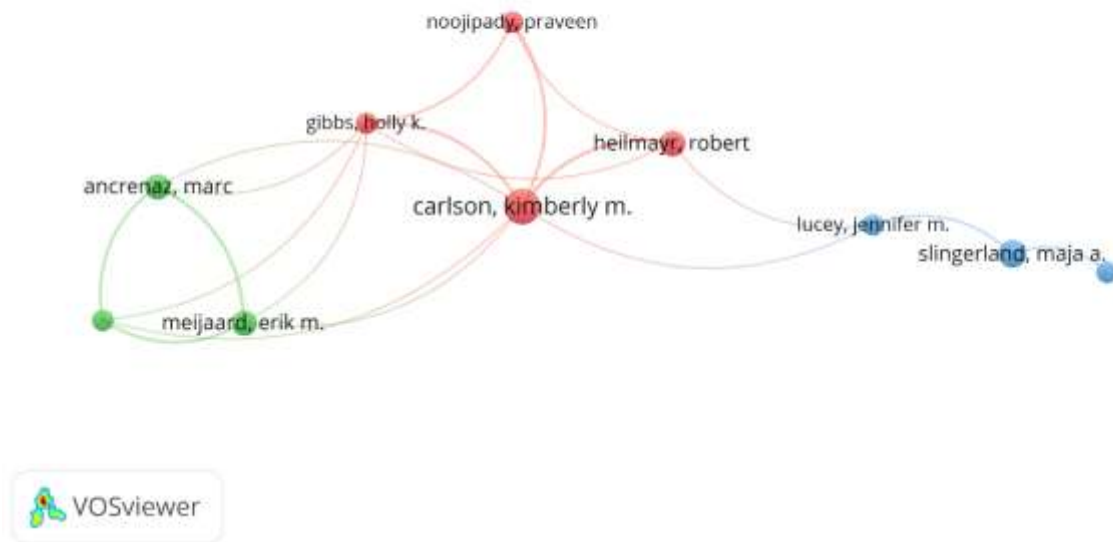 noojipady, praveen
gibbs, holly k.
heilmayr, robert
ancrenaz, marc
carlson, kimberly m.
lucey, jennifer m.
slingerland, maja a.
meijaard, erik m.
VOSviewer